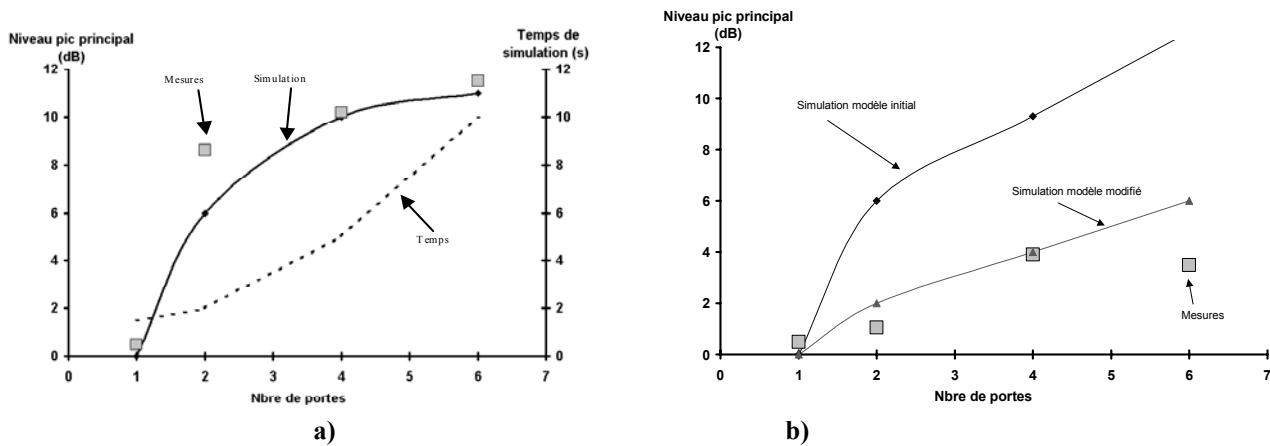 Niveau pic principal
(dB)
Temps de
simulation (s)
12
10
8
6
4
2
0
Mesures
Simulation
Temps
12
10
8
6
4
2
0
0
1
2
3
4
5
6
7
Nbre de portes
a)
Niveau pic principal
(dB)
12
10
8
6
4
2
0
Simulation modèle initial
Simulation modèle modifié
Mesures
0
1
2
3
4
5
6
7
Nbre de portes
b)